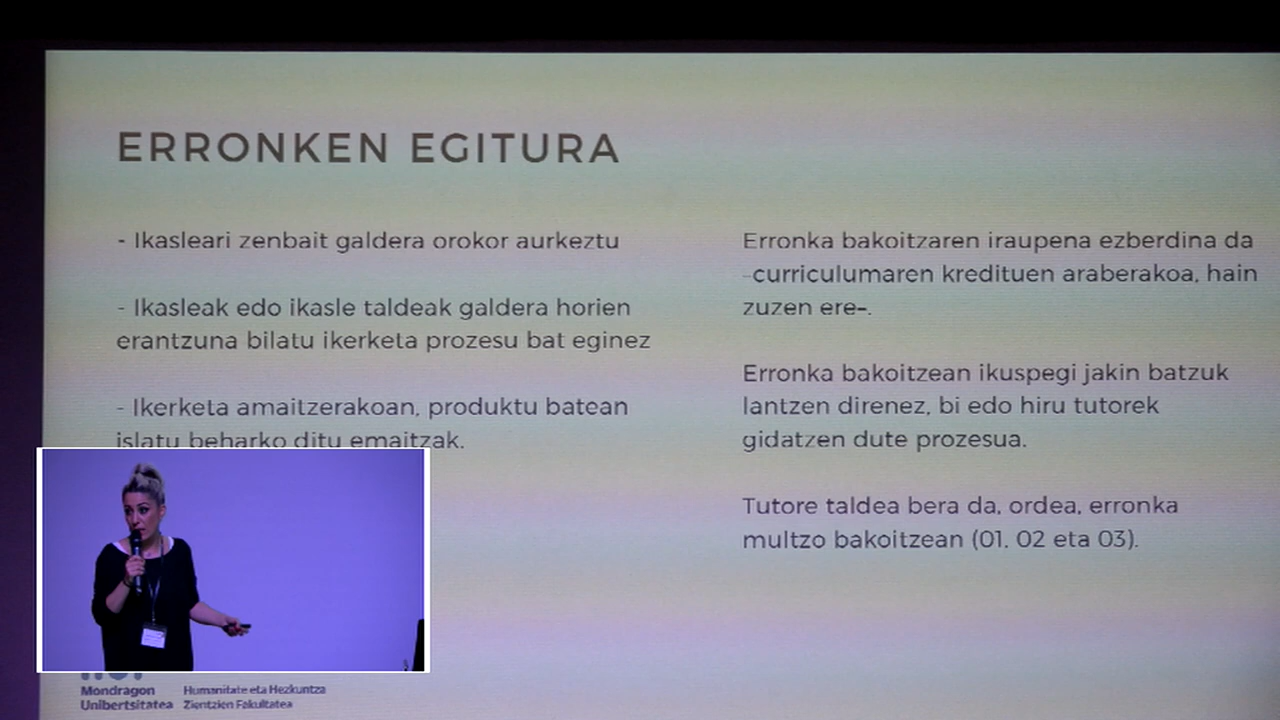 ERRONKEN EGITURA
- Ikasleari zenbait galdera orokor aurkeztu
- Ikasleak edo ikasle taldeak galdera horien
erantzuna bilatu ikerketa prozesu bat eginez
- Ikerketa amaitzerakoan, produktu batean
islatu beharko ditu emaitzak.
Erronka bakoitzaren iraupena ezberdina da
–curriculumaren kredituen araberakoa, hain
zuzen ere–.
Erronka bakoitzean ikuspegi jakin batzuk
lantzen direnez, bi edo hiru tutorek
gidatzen dute prozesua.
Tutore taldea bera da, ordea, erronka
multzo bakoitzean (01, 02 eta 03).
Mondragon
Unibertsitatea
Humanitate eta Hezkuntza
Zientzien Fakultatea